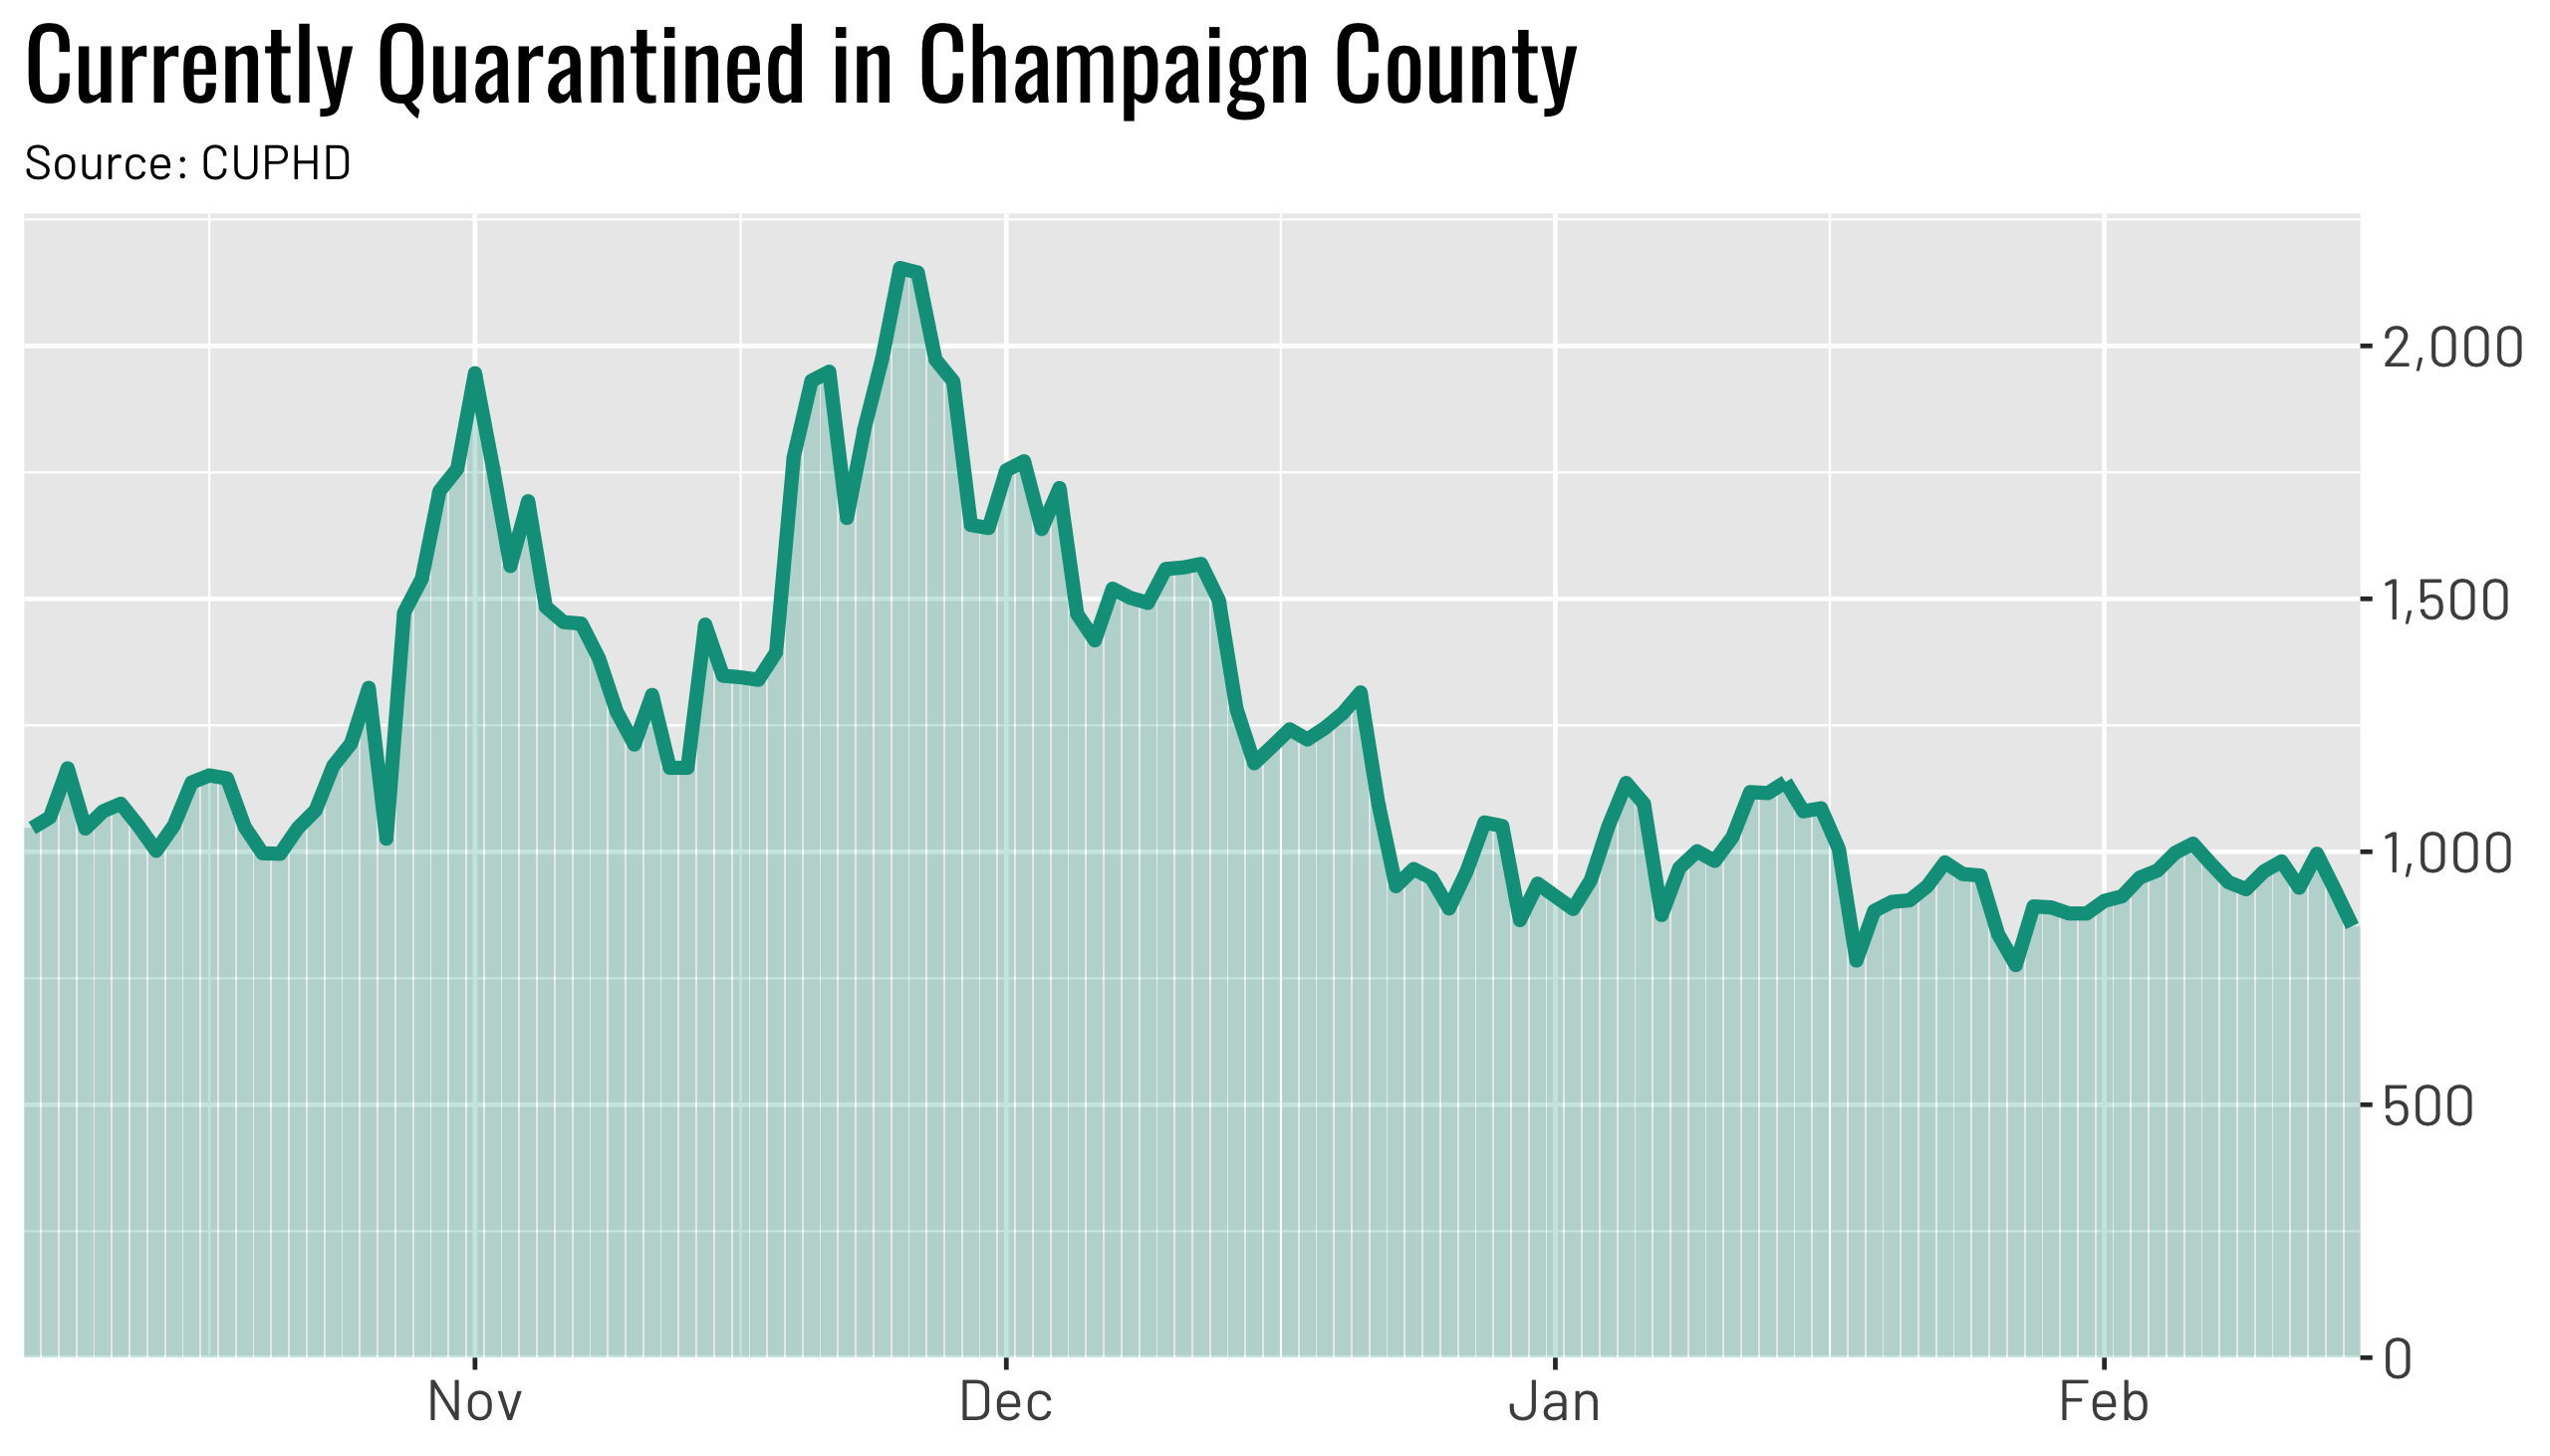 Currently Quarantined in Champaign County
Source: CUPHD
2,000
1,500
1,000
500
0
Nov Dec Jan Feb